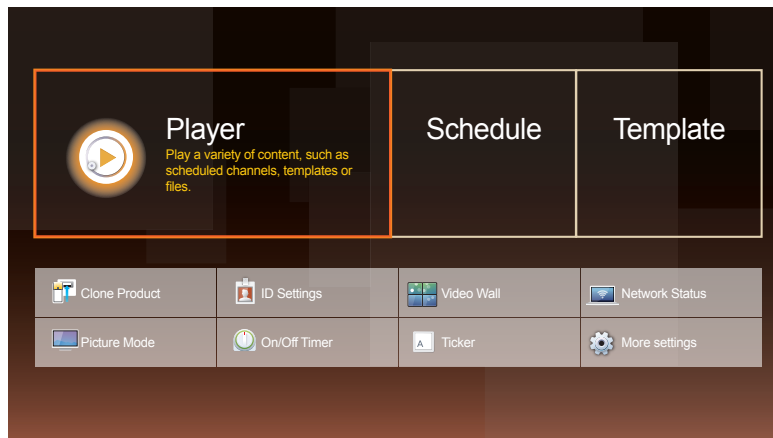 Player
Play a variety of content, such as
scheduled channels, templates or
files.
Schedule
Template
Clone Product
ID Settings
Video Wall
Network Status
Picture Mode
On/Off Timer
A
Ticker
More settings